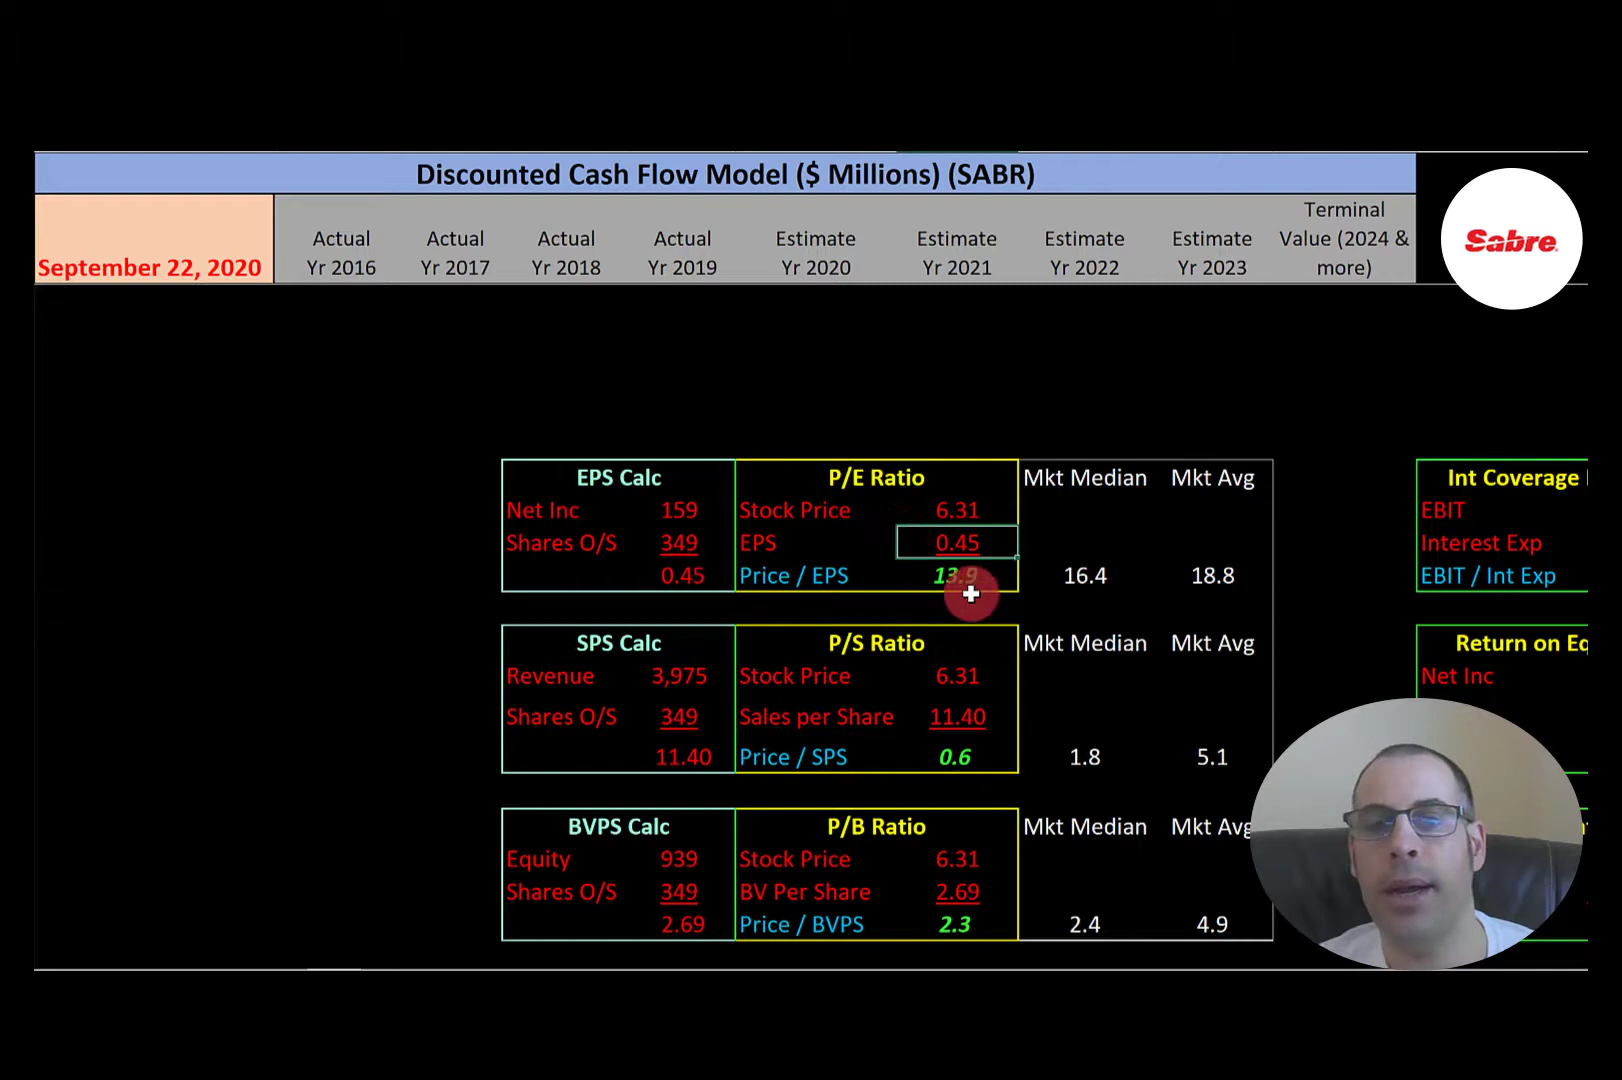 Discounted Cash Flow Model ($ Millions) (SABR)
Sabre
September 22, 2020
Actual Yr 2016
Actual Yr 2017
Actual Yr 2018
Actual Yr 2019
Estimate Yr 2020
Estimate Yr 2021
Estimate Yr 2022
Estimate Yr 2023
Terminal Value (2024 & more)
EPS Calc P/E Ratio Mkt Median Mkt Avg Int Coverage
Net Inc 159 Stock Price 6.31 EBIT
Shares O/S 349 EPS 0.45 Interest Exp
0.45 Price / EPS 13.9 16.4 18.8 EBIT / Int Exp
SPS Calc P/S Ratio Mkt Median Mkt Avg Return on
Revenue 3,975 Stock Price 6.31 Net Inc
Shares O/S 349 Sales per Share 11.40
11.40 Price / SPS 0.6 1.8 5.1
BVPS Calc P/B Ratio Mkt Median Mkt Avg
Equity 939 Stock Price 6.31
Shares O/S 349 BV Per Share 2.69
2.69 Price / BVPS 2.3 2.4 4.9